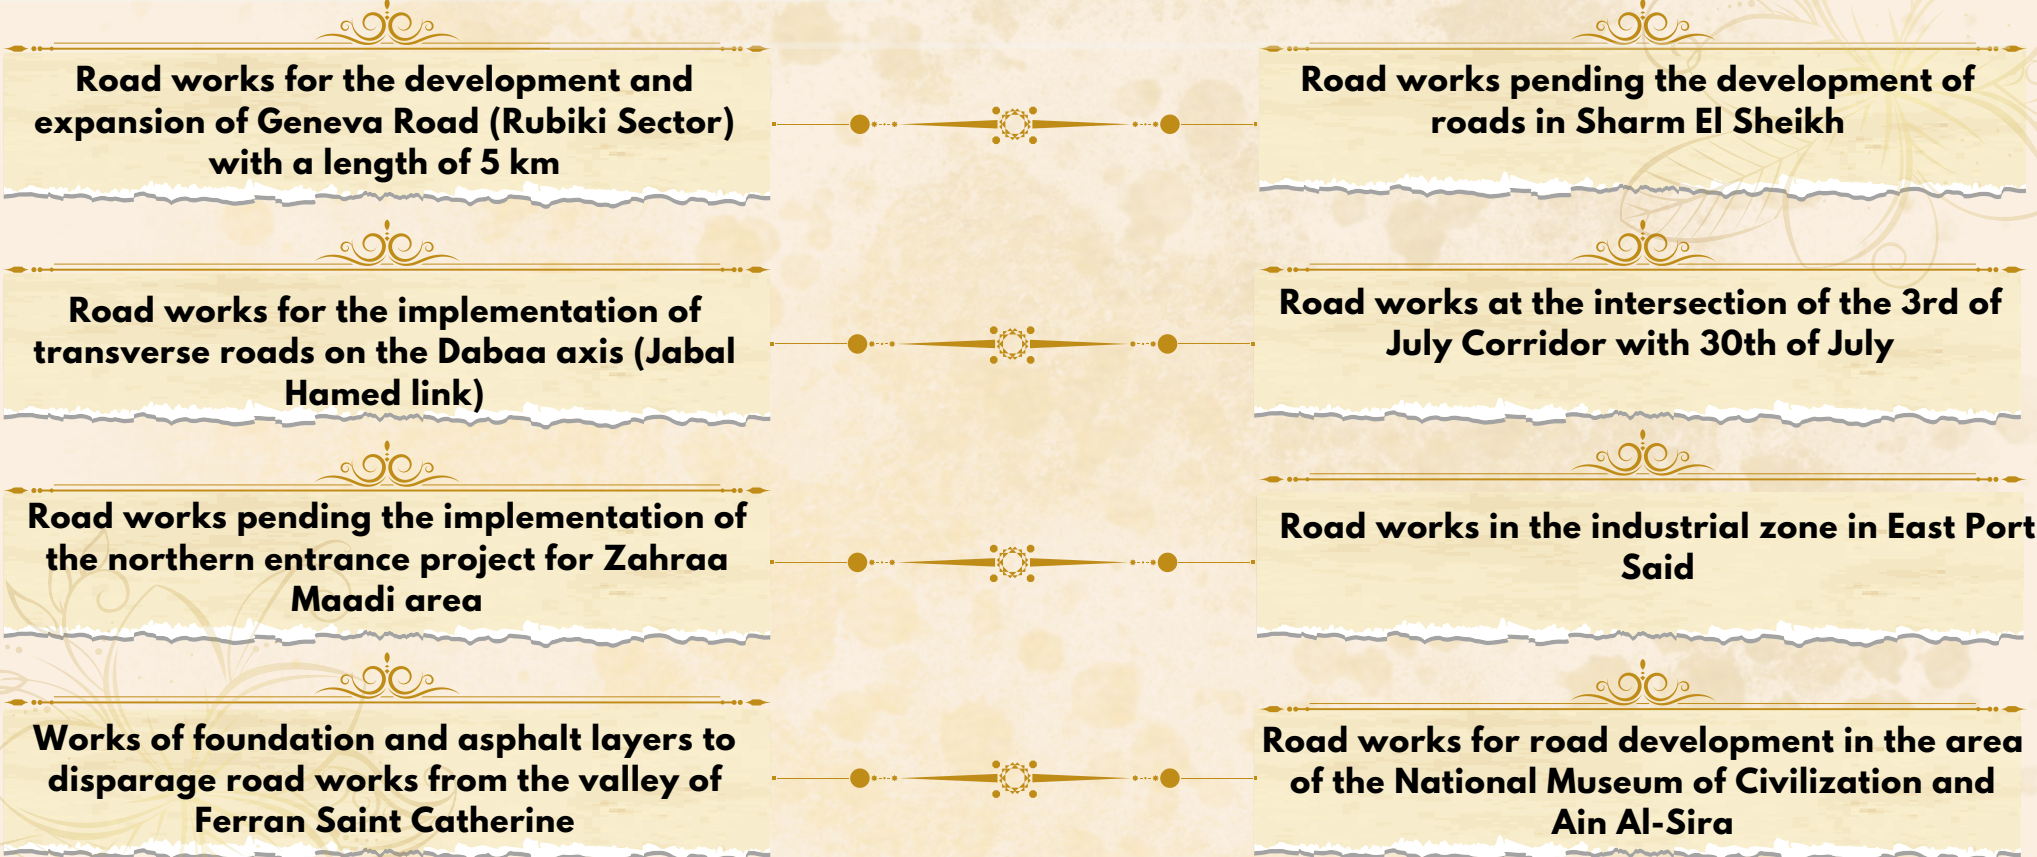 Road works for the development and
expansion of Geneva Road (Rubiki Sector)
with a length of 5 km
Road works pending the development of
roads in Sharm El Sheikh
Road works for the implementation of
transverse roads on the Dabaa axis (Jabal
Hamed link)
Road works at the intersection of the 3rd of
July Corridor with 30th of July
Road works pending the implementation of
the northern entrance project for Zahraa
Maadi area
Road works in the industrial zone in East Port
Said
Works of foundation and asphalt layers to
disparage road works from the valley of
Ferran Saint Catherine
Road works for road development in the area
of the National Museum of Civilization and
Ain Al-Sira